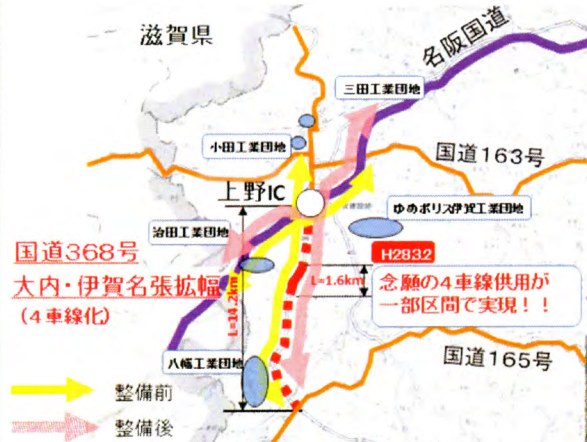 滋賀県
名阪国道
三田工業団地
小田工業団地
国道163号
上野IC
ゆめポリス伊賀工業団地
治田工業団地
H28.3.2
国道368号
大内・伊賀名張拡幅
(4車線化)
L=14.2km
L=1.6km
念願の4車線供用が
一部区間で実現!!
八幡工業団地
国道165号
整備前
整備後